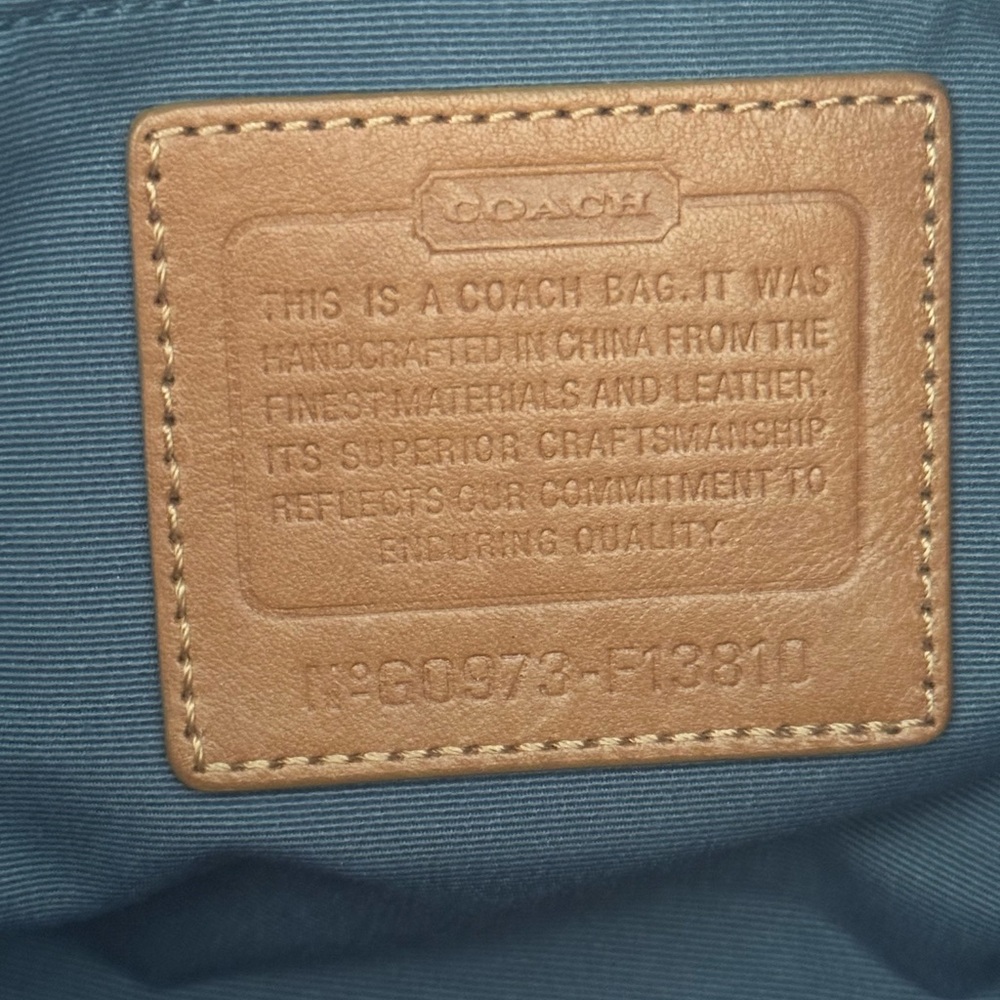 COACH
THIS IS A COACH BAG. IT WAS
HANDCRAFTED IN CHINA FROM THE
FINEST MATERIALS AND LEATHER.
ITS SUPERIOR CRAFTSMANSHIP
REFLECTS OUR COMMITMENT TO
ENDURING QUALITY.
Nº G0973-F13810